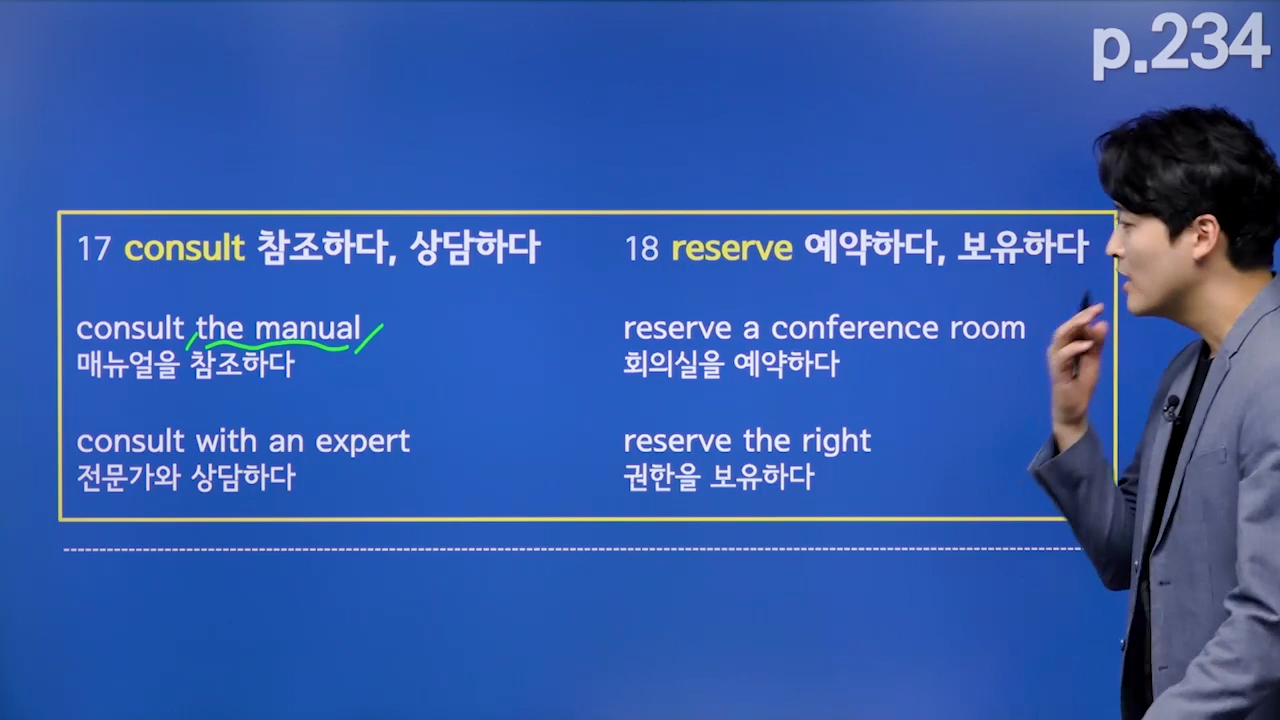 p.234
17 consult 참조하다, 상담하다
consult the manual
매뉴얼을 참조하다
consult with an expert
전문가와 상담하다
18 reserve 예약하다, 보유하다
reserve a conference room
회의실을 예약하다
reserve the right
권한을 보유하다